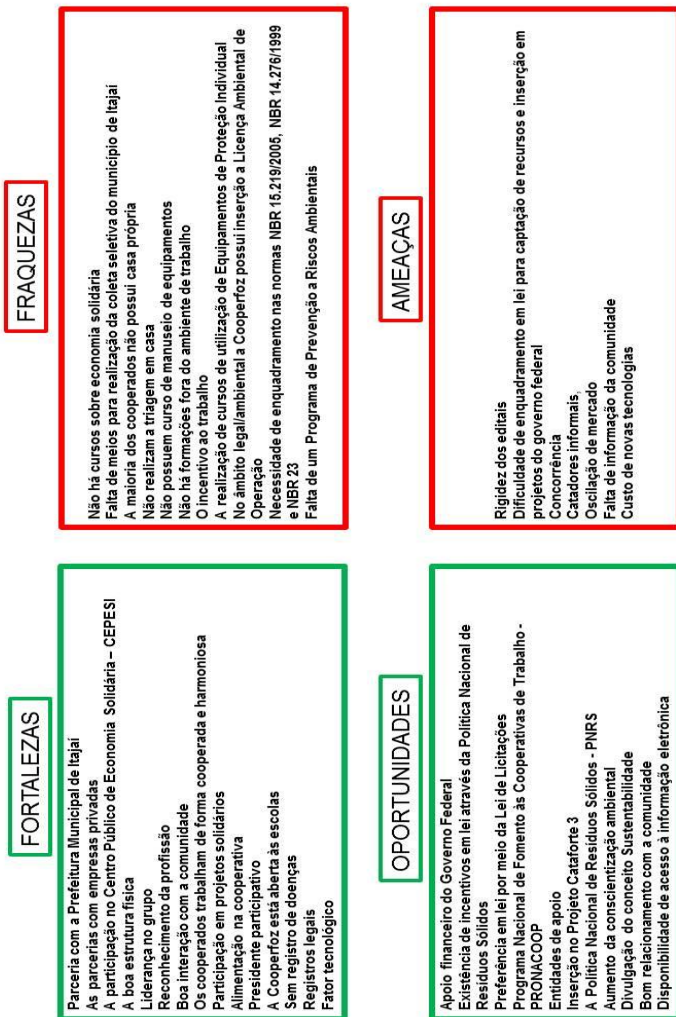 FORTALEZAS
Parceria com a Prefeitura Municipal de Itajaí
As parcerias com empresas privadas
A participação no Centro Público de Economia Solidária – CEPESI
A boa estrutura física
Liderança no grupo
Reconhecimento da profissão
Boa interação com a comunidade
Os cooperados trabalham de forma cooperada e harmoniosa
Participação em projetos solidários
Alimentação na cooperativa
Presidente participativo
A Cooperfoz está aberta às escolas
Sem registro de doenças
Registros legais
Fator tecnológico
FRAQUEZAS
Não há cursos sobre economia solidária
Falta de meios para realização da coleta seletiva do município de Itajaí
A maioria dos cooperados não possui casa própria
Não realizam a triagem em casa
Não possuem curso de manuseio de equipamentos
Não há formações fora do ambiente de trabalho
O incentivo ao trabalho
A realização de cursos de utilização de Equipamentos de Proteção Individual
No âmbito legal/ambiental a Cooperfoz possui inserção a Licença Ambiental de
Operação
Necessidade de enquadramento nas normas NBR 15.219/2005, NBR 14.276/1999
e NBR 23
Falta de um Programa de Prevenção a Riscos Ambientais
OPORTUNIDADES
Apoio financeiro do Governo Federal
Existência de incentivos em lei através da Política Nacional de
Resíduos Sólidos
Preferência em lei por meio da Lei de Licitações
Programa Nacional de Fomento às Cooperativas de Trabalho -
PRONACOOP
Entidades de apoio
Inserção no Projeto Cataforte 3
A Política Nacional de Resíduos Sólidos - PNRS
Aumento da conscientização ambiental
Divulgação do conceito Sustentabilidade
Bom relacionamento com a comunidade
Disponibilidade de acesso à informação eletrônica
AMEAÇAS
Rigidez dos editais
Dificuldade de enquadramento em lei para captação de recursos e inserção em
projetos do governo federal
Concorrência
Catadores informais,
Oscilação de mercado
Falta de informação da comunidade
Custo de novas tecnologias